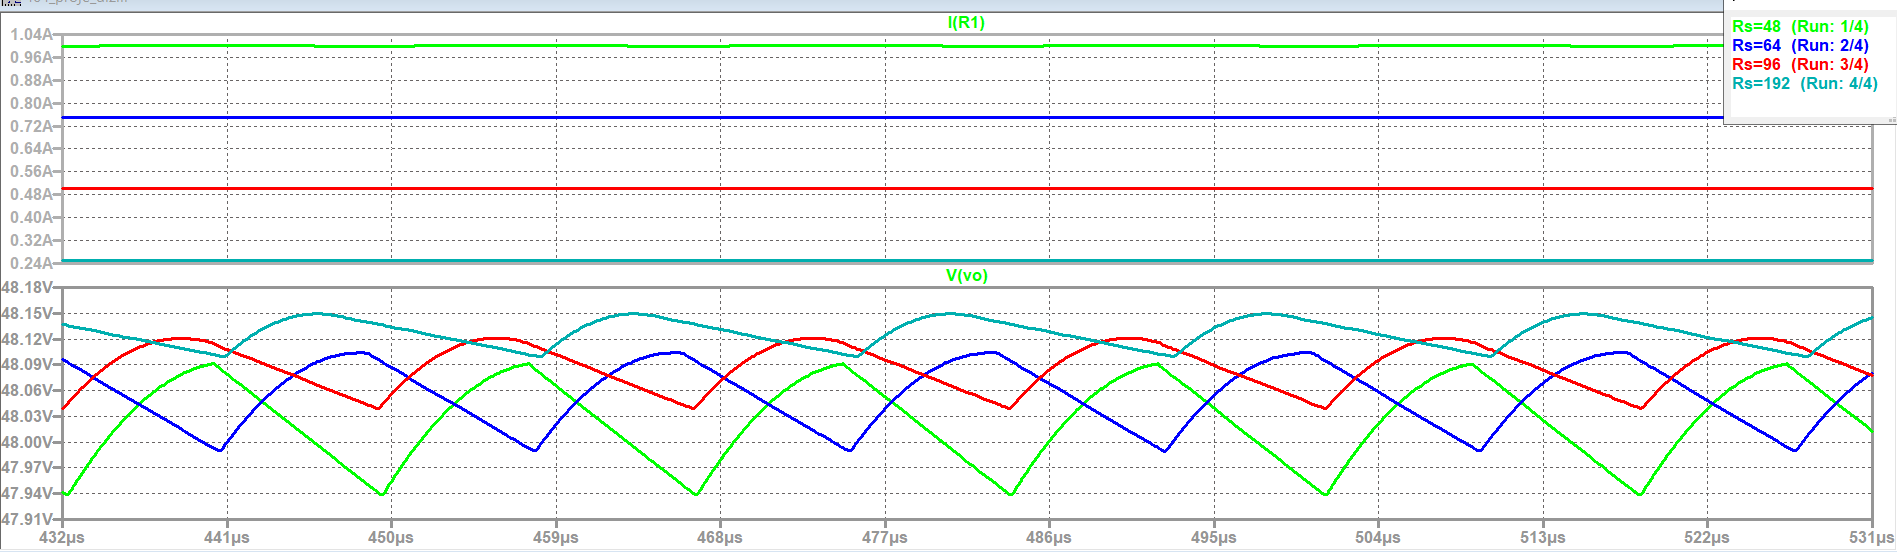 I(R1)
Rs=48 (Run: 1/4)
Rs=64 (Run: 2/4)
Rs=96 (Run: 3/4)
Rs=192 (Run: 4/4)
1.04A
0.96A
0.88A
0.80A
0.72A
0.64A
0.56A
0.48A
0.40A
0.32A
0.24A
V(vo)
48.18V
48.15V
48.12V
48.09V
48.06V
48.03V
48.00V
47.97V
47.94V
47.91V
432µs 441µs 450µs 459µs 468µs 477µs 486µs 495µs 504µs 513µs 522µs 531µs